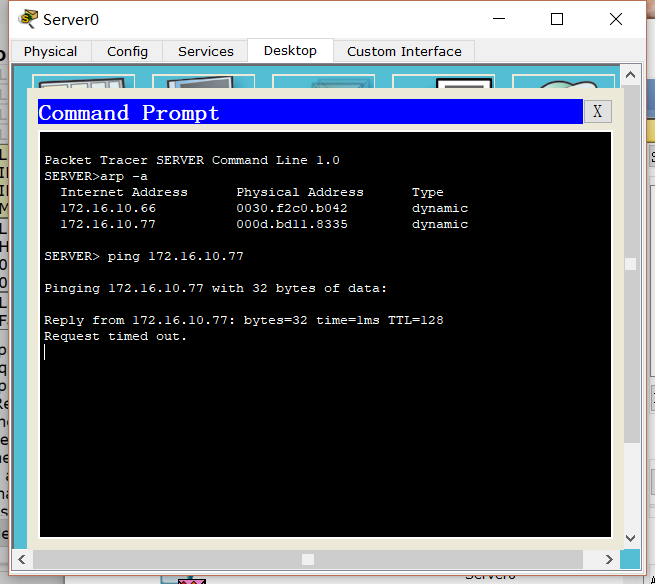 Server0
Physical Config Services Desktop Custom Interface
Command Prompt X
Packet Tracer SERVER Command Line 1.0
SERVER>arp -a
Internet Address Physical Address Type
172.16.10.66 0030.f2c0.b042 dynamic
172.16.10.77 000d.bd11.8335 dynamic
SERVER> ping 172.16.10.77
Pinging 172.16.10.77 with 32 bytes of data:
Reply from 172.16.10.77: bytes=32 time=1ms TTL=128
Request timed out.
Server0